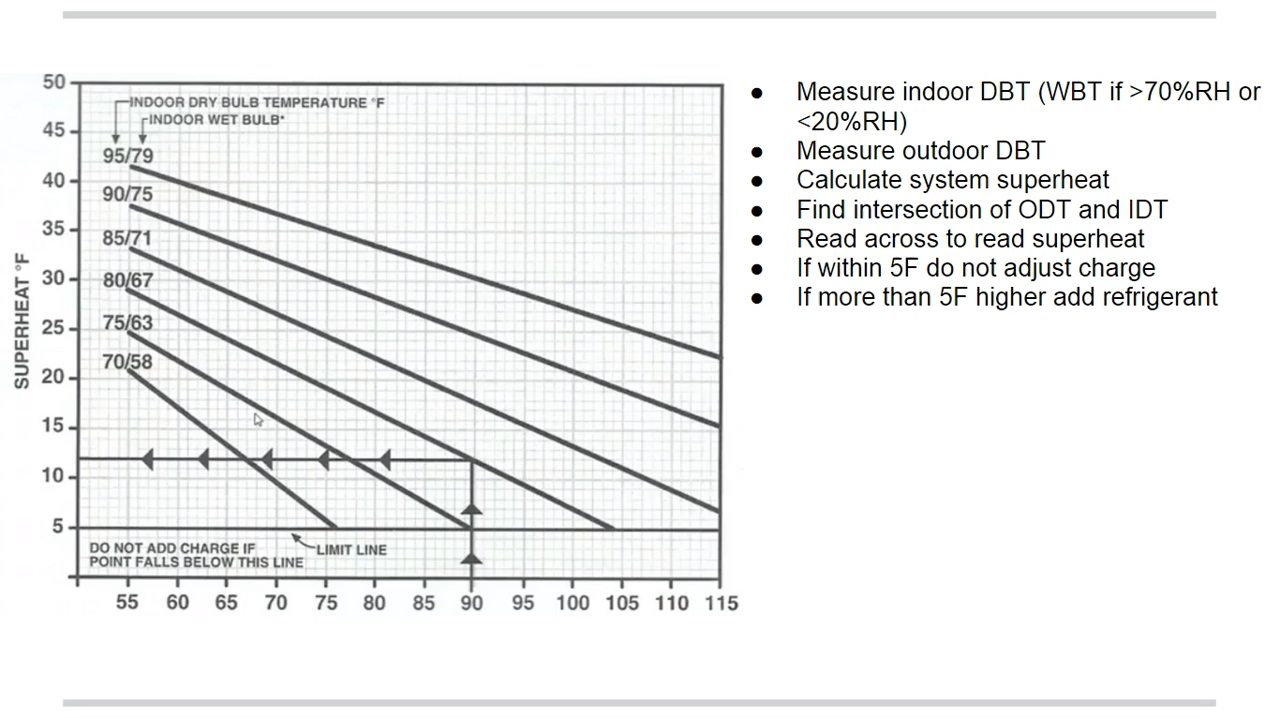 50
INDOOR DRY BULB TEMPERATURE °F
INDOOR WET BULB*
45
95/79
40
90/75
35
85/71
30
80/67
25
75/63
20
70/58
15
10
5
SUPERHEAT °F
DO NOT ADD CHARGE IF
POINT FALLS BELOW THIS LINE
LIMIT LINE
55 60 65 70 75 80 85 90 95 100 105 110 115
● Measure indoor DBT (WBT if >70%RH or
<20%RH)
● Measure outdoor DBT
● Calculate system superheat
● Find intersection of ODT and IDT
● Read across to read superheat
● If within 5F do not adjust charge
● If more than 5F higher add refrigerant